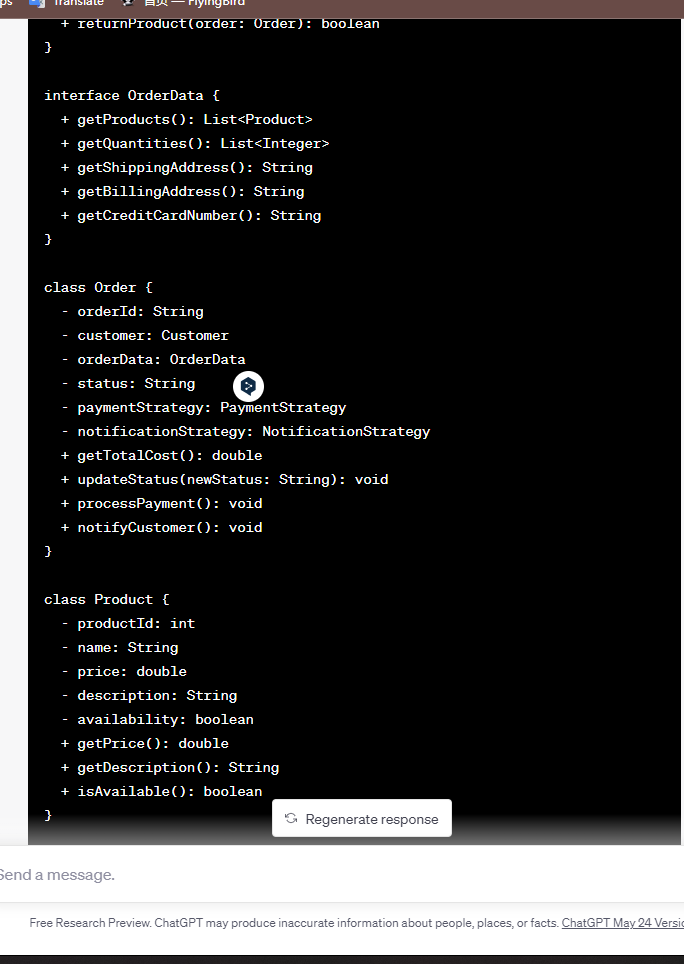 ps Translate 首页 — FlyingBird
+ returnProduct(order: Order): boolean
}
interface OrderData {
+ getProducts(): List<Product>
+ getQuantities(): List<Integer>
+ getShippingAddress(): String
+ getBillingAddress(): String
+ getCreditCardNumber(): String
}
class Order {
- orderId: String
- customer: Customer
- orderData: OrderData
- status: String
- paymentStrategy: PaymentStrategy
- notificationStrategy: NotificationStrategy
+ getTotalCost(): double
+ updateStatus(newStatus: String): void
+ processPayment(): void
+ notifyCustomer(): void
}
class Product {
- productId: int
- name: String
- price: double
- description: String
- availability: boolean
+ getPrice(): double
+ getDescription(): String
+ isAvailable(): boolean
}
Regenerate response
Send a message.
Free Research Preview. ChatGPT may produce inaccurate information about people, places, or facts. ChatGPT May 24 Versio